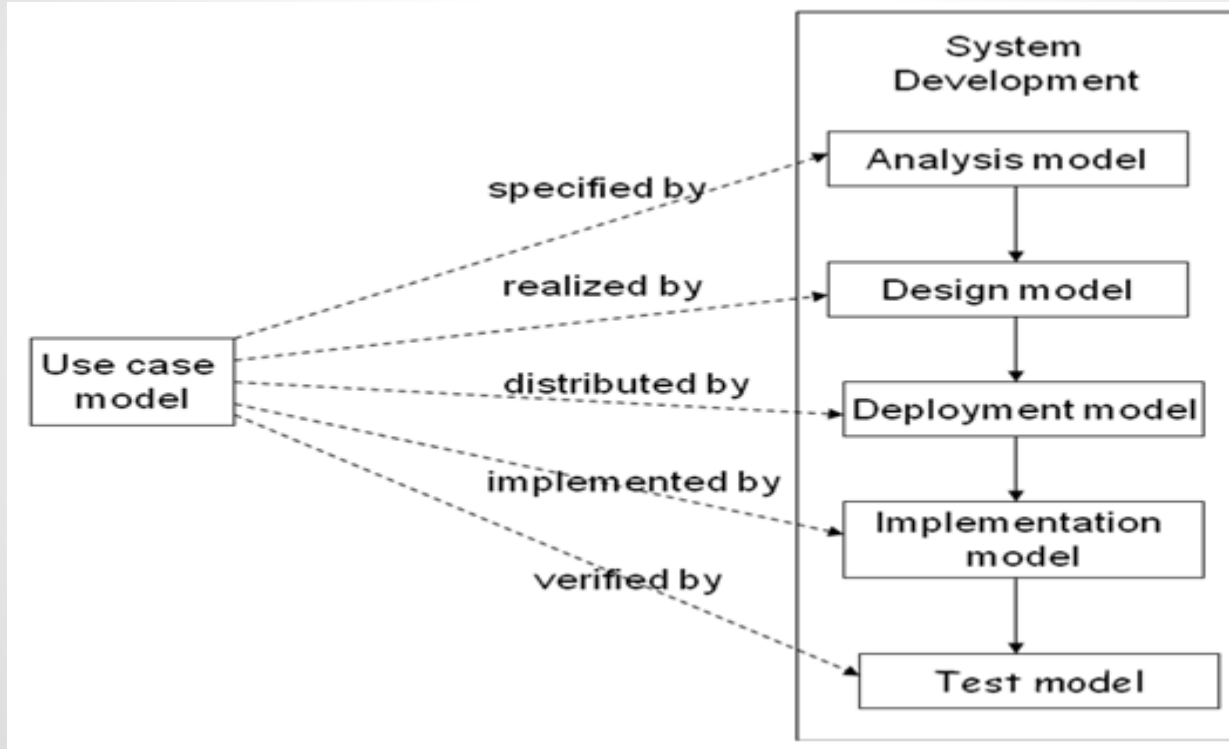 System
Development
Analysis model
specified by
Design model
realized by
Use case
model
distributed by
Deployment model
implemented by
Implementation
model
verified by
Test model